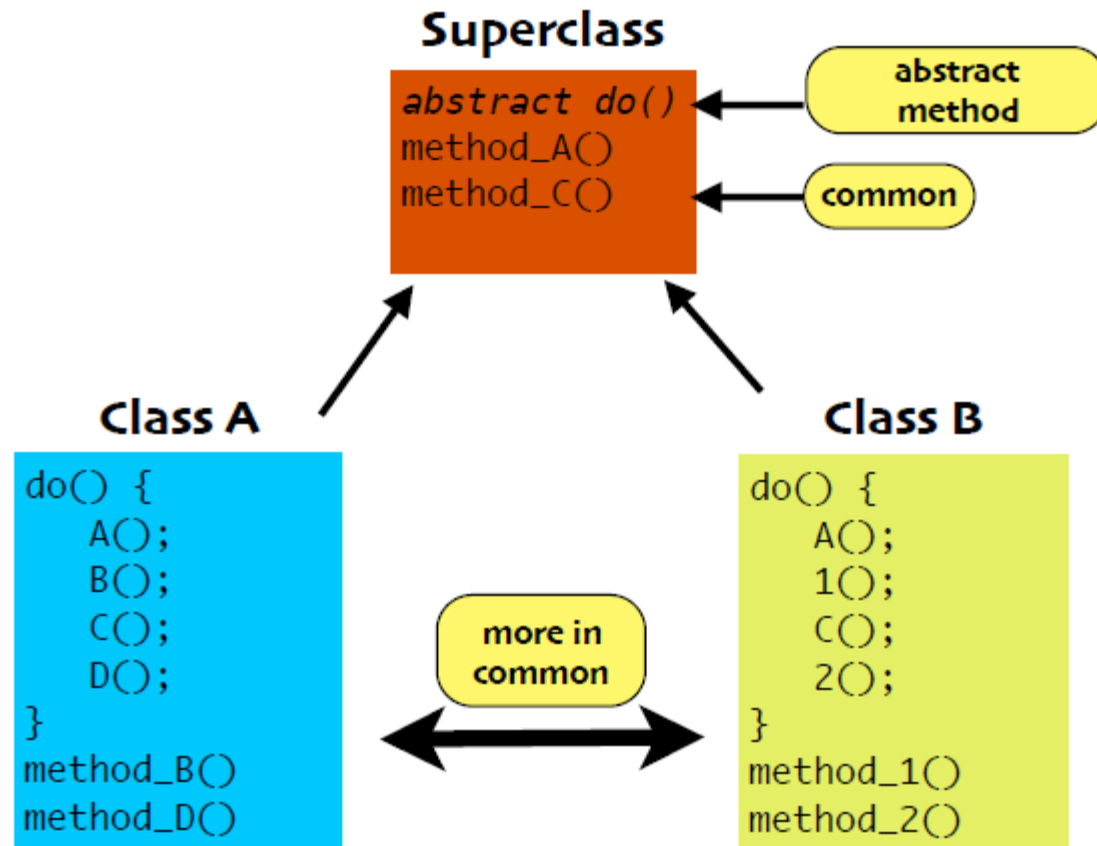 Superclass
abstract do()
method_A()
method_C()
abstract
method
common
Class A
do() {
A();
B();
C();
D();
}
method_B()
method_D()
more in
common
Class B
do() {
A();
1();
C();
2();
}
method_1()
method_2()